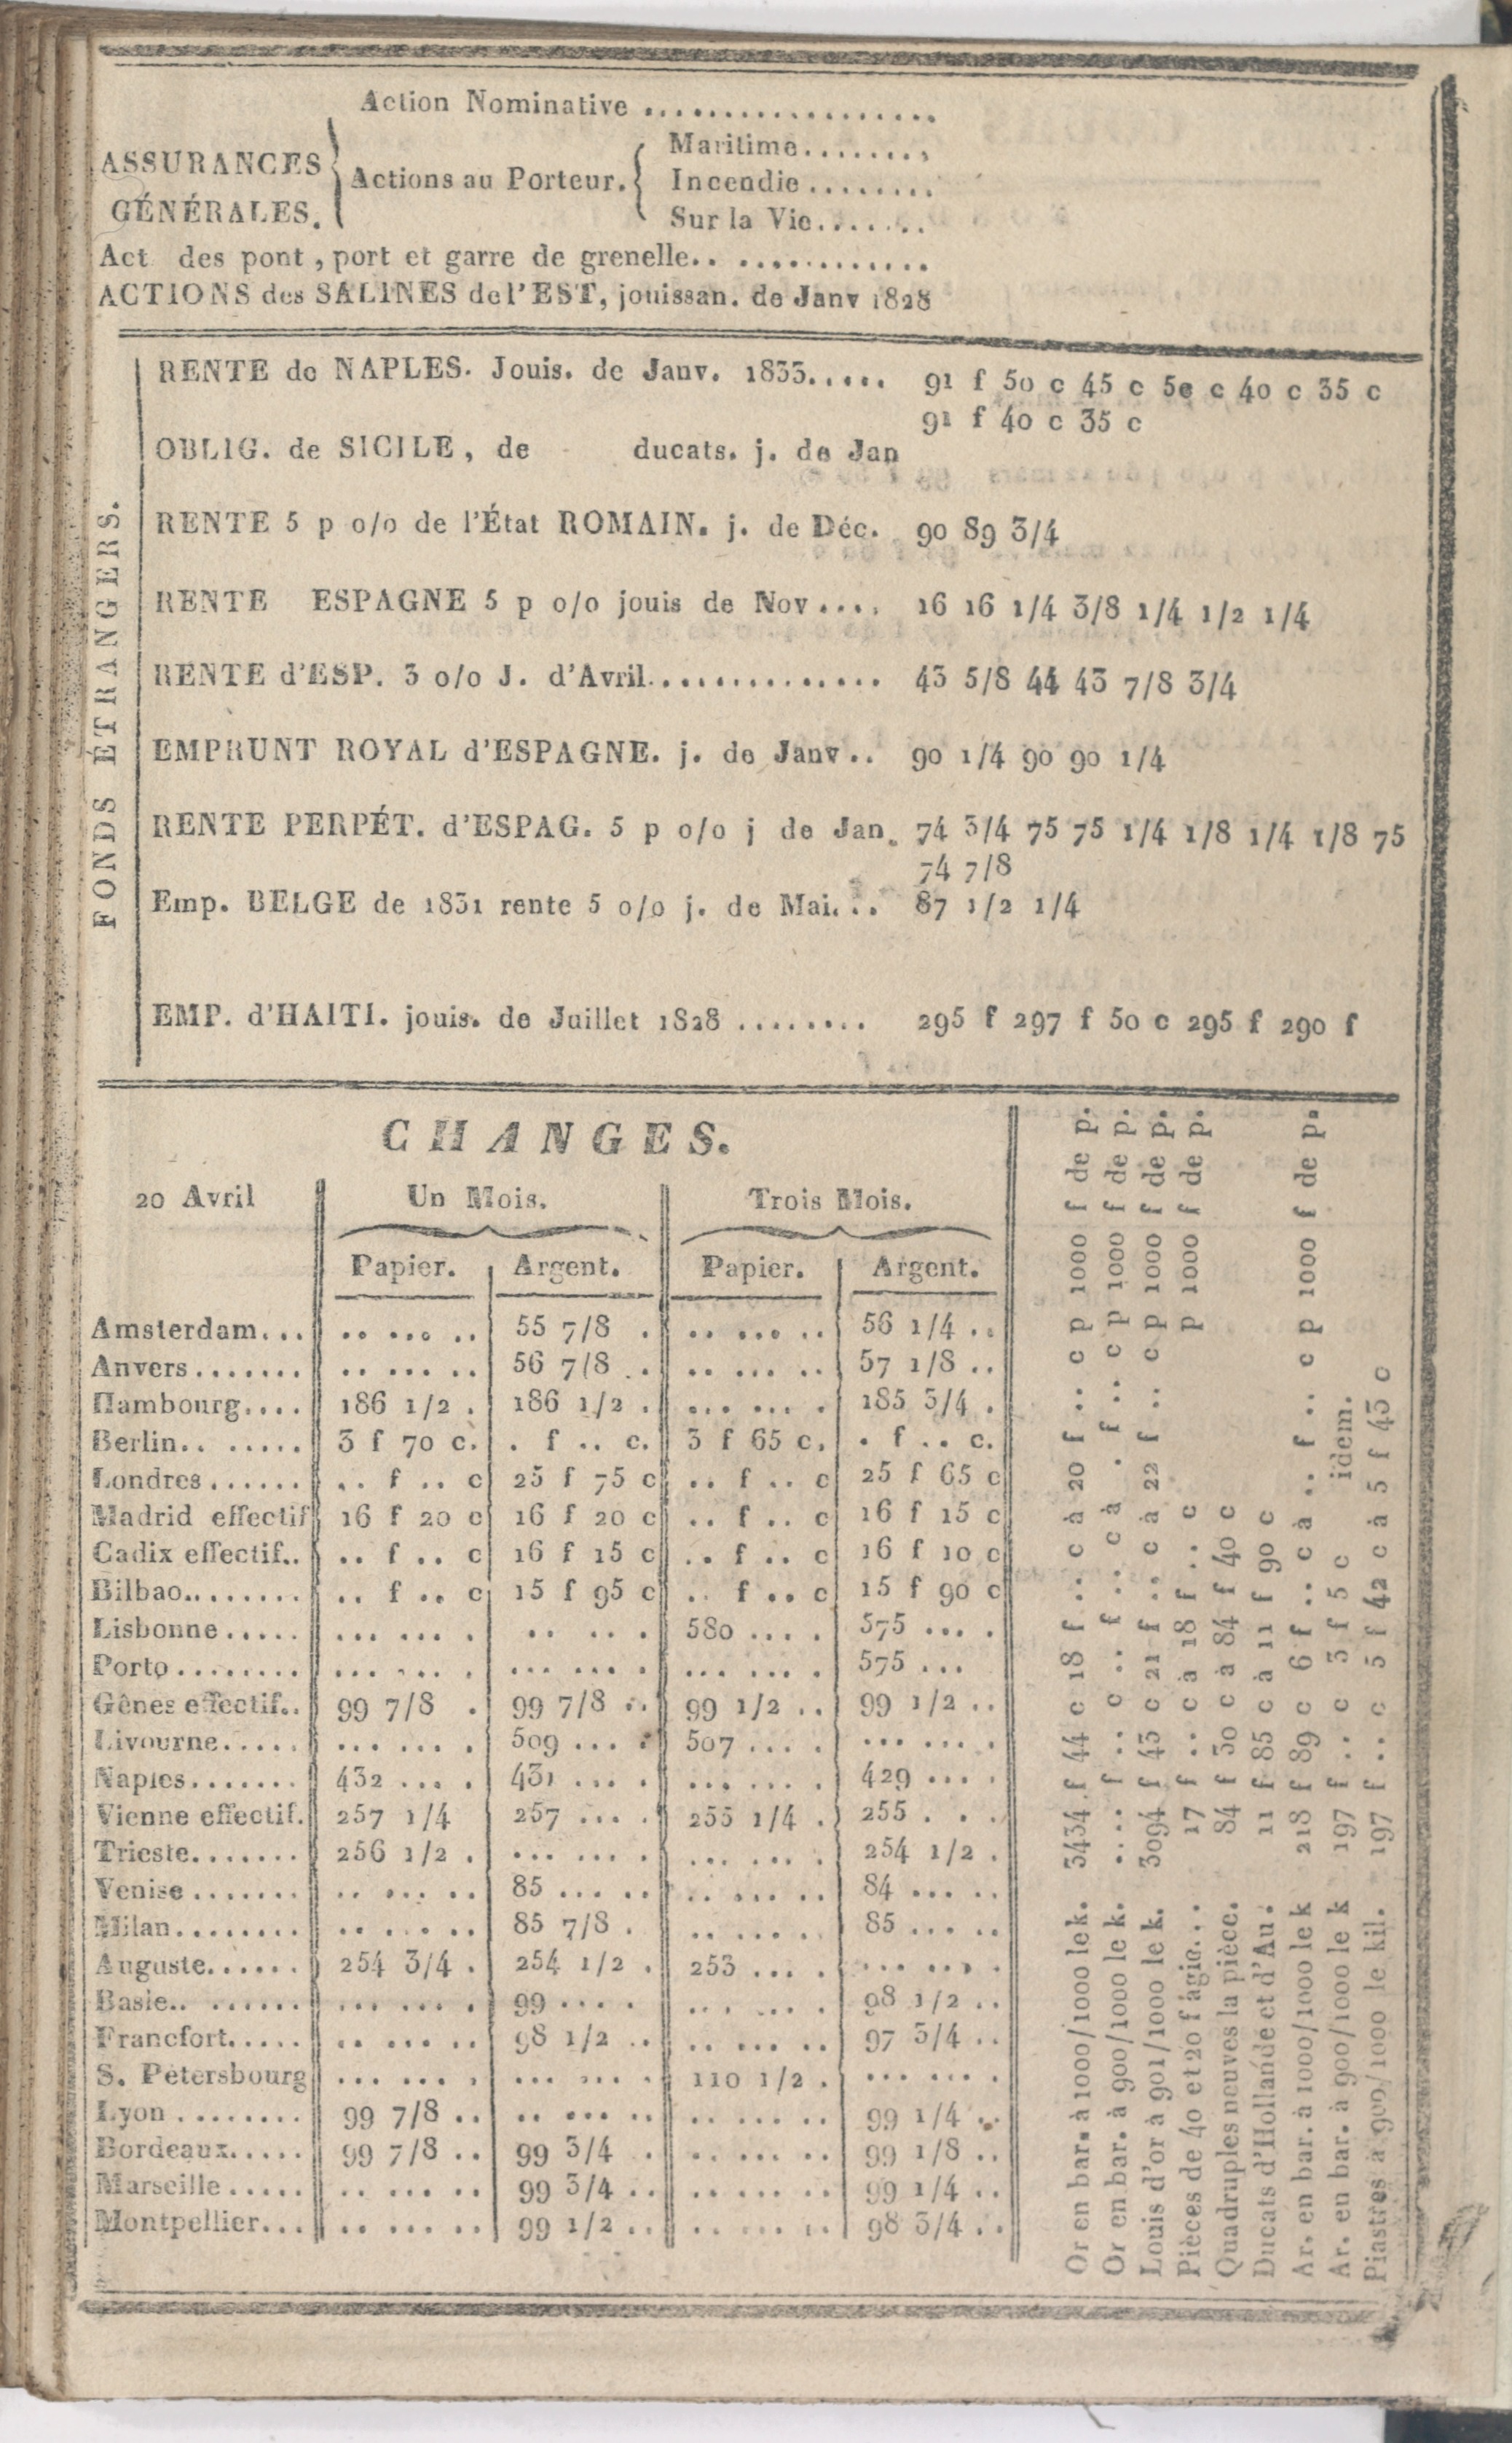 Action Nominative ..................
ASSURANCES
GÉNÉRALES.
Actions au Porteur.
Maritime........,
Incendie ........
Sur la Vie.......
Act des pont , port et garre de grenelle.. ............
ACTIONS des SALINES de l'EST, jouissan. de Janv 1828
FONDS ÉTRANGERS.
RENTE de NAPLES. Jouis. de Janv. 1833..... 91 f 50 c 45 c 50 c 40 c 35 c
91 f 40 c 35 c
OBLIG. de SICILE , de ducats. j. de Jan
RENTE 5 p o/o de l'État ROMAIN. j. de Déc. 90 89 3/4
RENTE ESPAGNE 5 p o/o jouis de Nov .... 16 16 1/4 3/8 1/4 1/2 1/4
RENTE d'ESP. 3 o/o J. d'Avril.............. 43 5/8 44 43 7/8 3/4
EMPRUNT ROYAL d'ESPAGNE. j. de Janv .. 90 1/4 90 90 1/4
RENTE PERPÉT. d'ESPAG. 5 p o/o j de Jan. 74 3/4 75 75 1/4 1/8 1/4 1/8 75
74 7/8
Emp. BELGE de 1831 rente 5 o/o j. de Mai... 87 1/2 1/4
EMP. d'HAITI. jouis. de Juillet 1828 ........ 295 f 297 f 50 c 295 f 290 f
CHANGES.
20 Avril Un Mois. Trois Mois.
Papier. Argent. Papier. Argent.
Amsterdam... .. ... .. 55 7/8 . .. ... .. 56 1/4 ..
Anvers....... .. ... .. 56 7/8 . .. ... .. 57 1/8 ..
Hambourg.... 186 1/2 . 186 1/2 . ... ... . 185 3/4 .
Berlin.. ..... 3 f 70 c. . f .. c. 3 f 65 c. . f .. c.
Londres ...... .. f .. c 25 f 75 c .. f .. c 25 f 65 c
Madrid effectif 16 f 20 c 16 f 20 c .. f .. c 16 f 15 c
Cadix effectif.. .. f .. c 16 f 15 c .. f .. c 16 f 10 c
Bilbao........ .. f .. c 15 f 95 c .. f .. c 15 f 90 c
Lisbonne ..... ... ... . .. .. . 580 ... . 575 ... .
Porto ........ ... ... . ... ... . ... ... . 575 ...
Gênes effectif.. 99 7/8 . 99 7/8 .. 99 1/2 .. 99 1/2 ..
Livourne..... ... ... . 509 ... . 507 ... . ... ... .
Naples....... 432 ... . 431 ... . ... ... . 429 ... .
Vienne effectif. 257 1/4 257 ... . 255 1/4 . 255 . . .
Trieste....... 256 1/2 . ... ... . ... ... . 254 1/2 .
Venise ....... .. ... .. 85 ... .. .. ... .. 84 ... ..
Milan........ .. ... .. 85 7/8 . .. ... . 85 ... ..
Auguste...... 254 3/4 . 254 1/2 . 253 ... . ... ... .
Basle.. ...... ... ... . 99 .... ... ... . 98 1/2 ..
Francfort..... .. ... .. 98 1/2 .. .. ... .. 97 3/4 ..
S. Pétersbourg ... ... . ... ... . 110 1/2 . ... ... .
Lyon ........ 99 7/8 .. .. ... .. .. ... .. 99 1/4 ..
Bordeaux..... 99 7/8 .. 99 3/4 . .. ... .. 99 1/8 ..
Marseille ..... .. ... .. 99 3/4 .. .. ... .. 99 1/4 ..
Montpellier... .. ... .. 99 1/2 .. .. ... .. 98 3/4 ..
Or en bar. à 1000/1000 le k. 3434 f 44 c 18 f .. c à 20 f .. c p 1000 f de p.
Or en bar. à 900/1000 le k. .... f .. c .. f .. c à . f .. c p 1000 f de p.
Louis d'or à 901/1000 le k. 3094 f 43 c 21 f .. c à 22 f .. c p 1000 f de p.
Pièces de 40 et 20 f agio... 17 f .. c à 18 f .. c p 1000 f de p.
Quadruples neuves la pièce. 84 f 30 c à 84 f 40 c
Ducats d'Hollande et d'Au . 11 f 85 c à 11 f 90 c
Ar. en bar. à 1000/1000 le k 218 f 89 c 6 f .. c à .. f .. c p 1000 f de p.
Ar. en bar. à 900/1000 le k 197 f .. c 3 f 5 c idem.
Piastres à 900/1000 le kil. 197 f .. c 5 f 42 c à 5 f 43 c